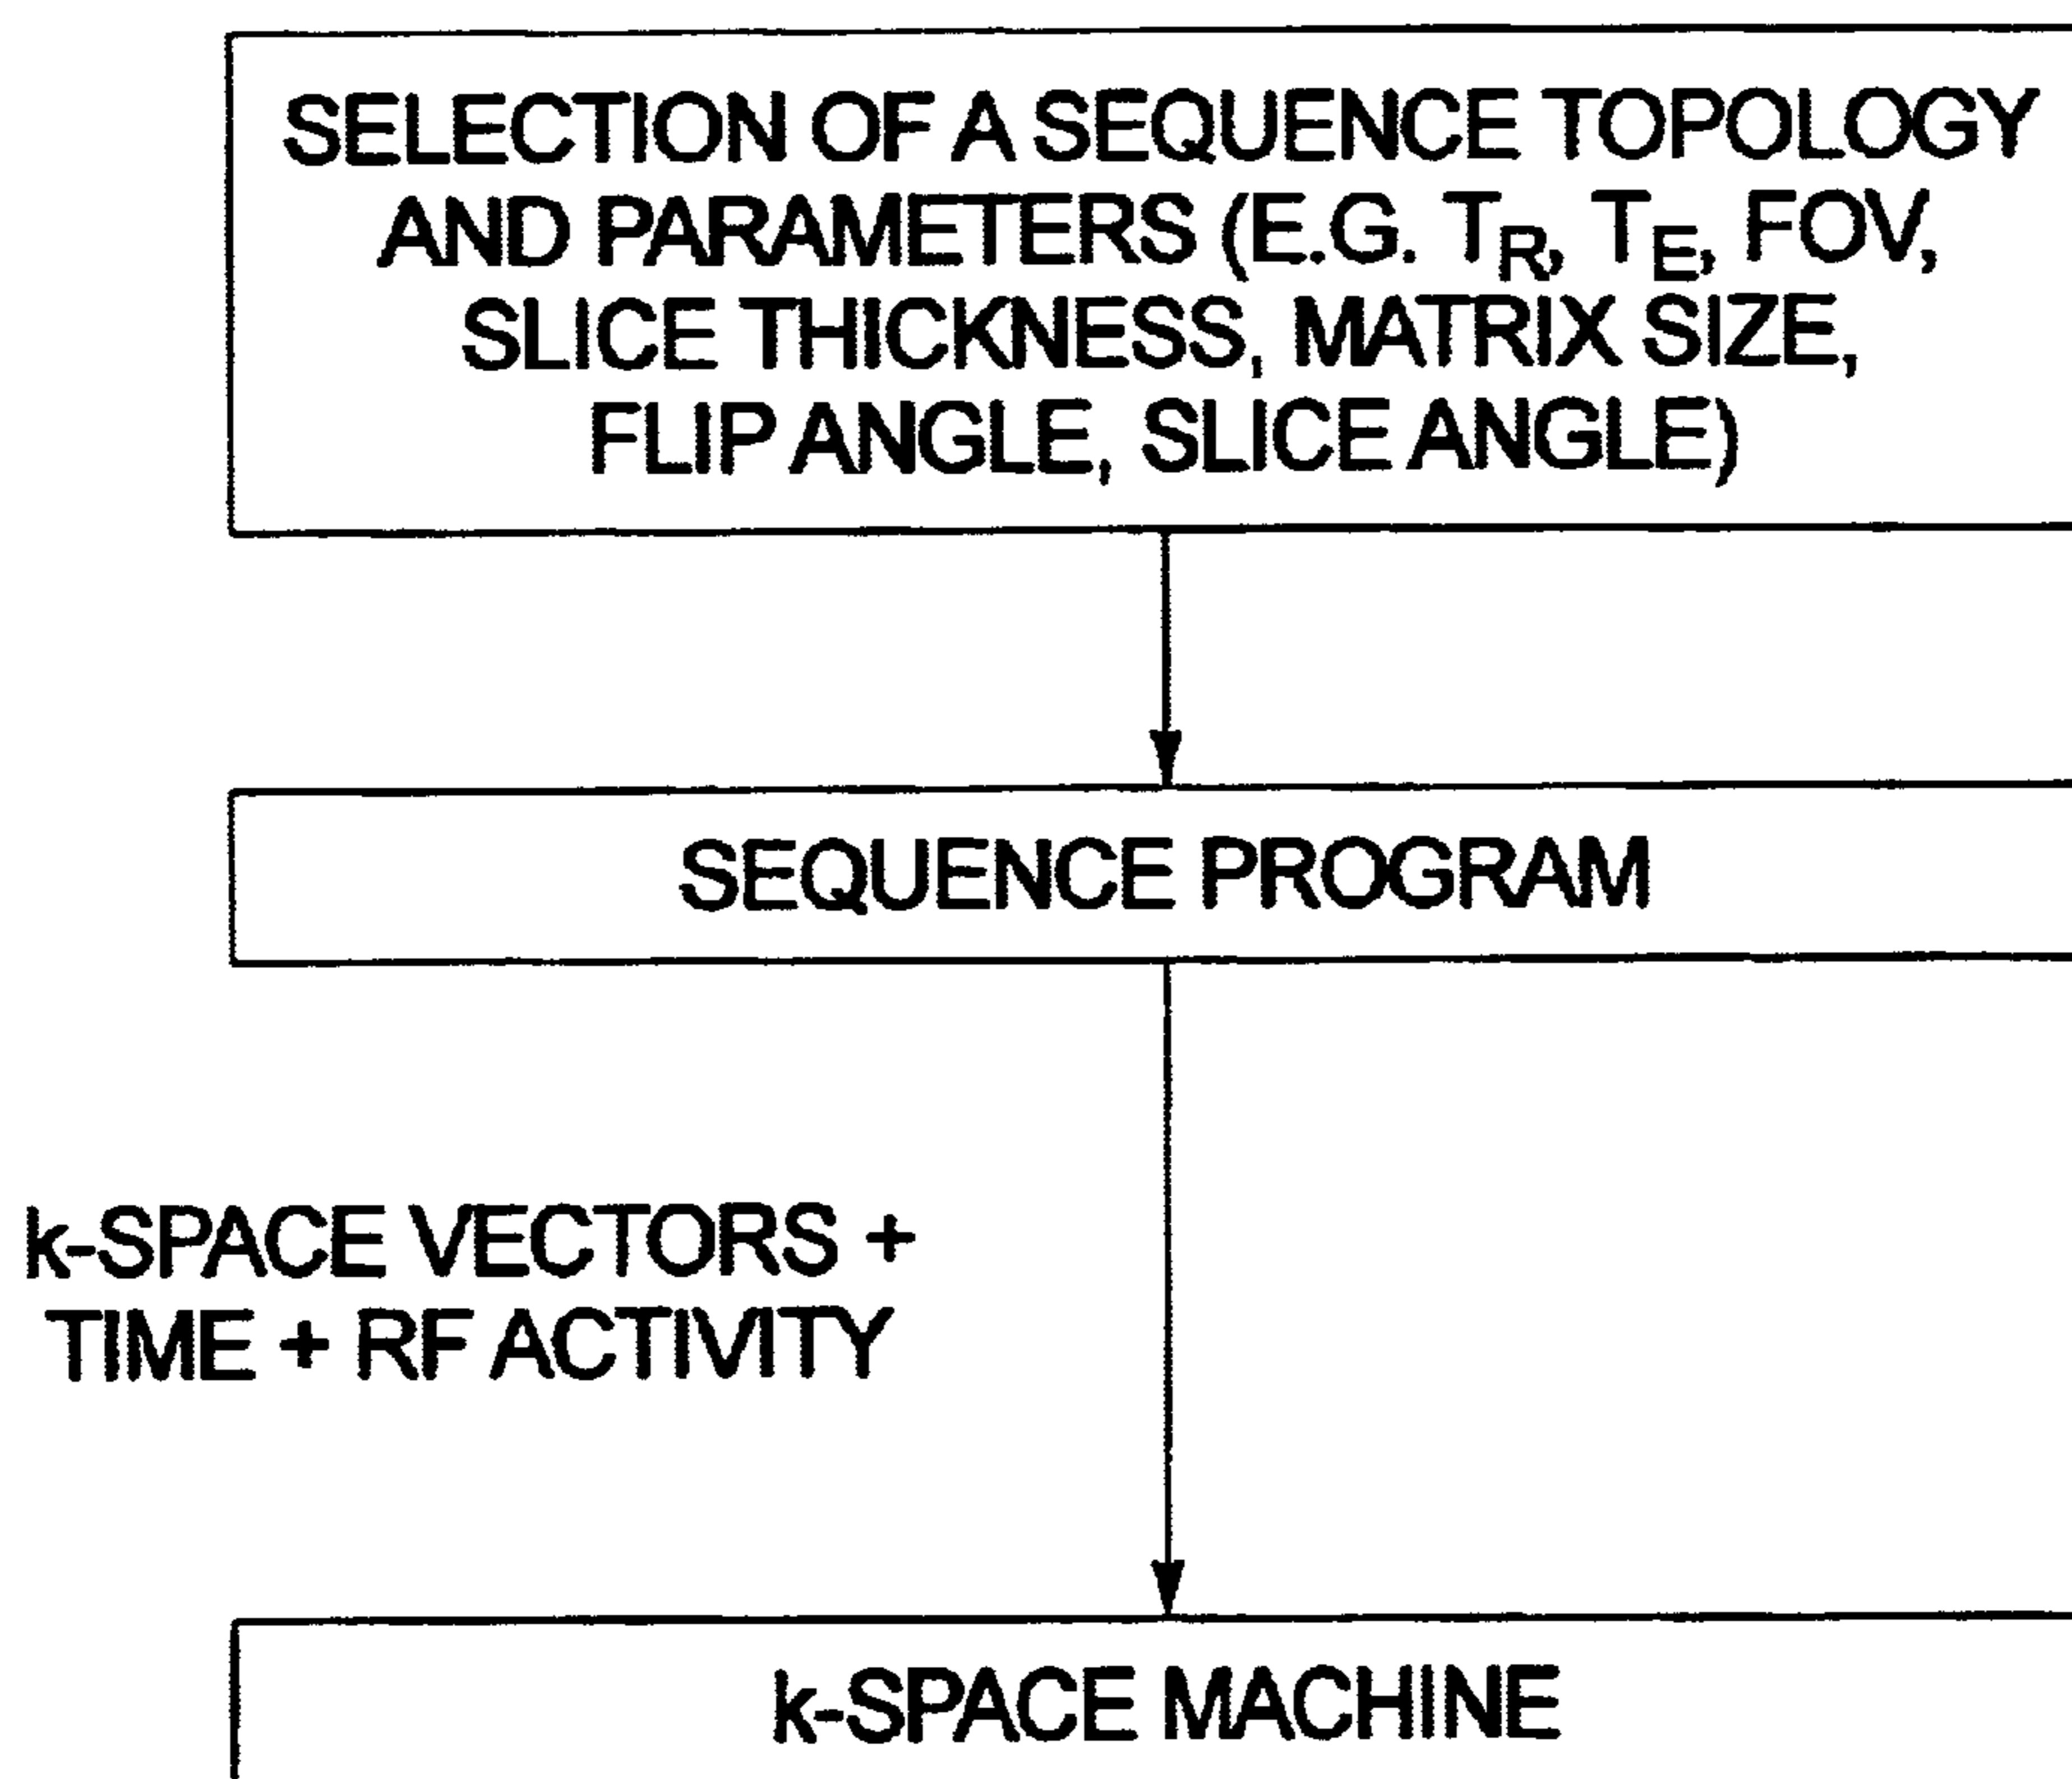 SELECTION OF A SEQUENCE TOPOLOGY
AND PARAMETERS (E.G. TR, TE, FOV,
SLICE THICKNESS, MATRIX SIZE,
FLIP ANGLE, SLICE ANGLE)
SEQUENCE PROGRAM
k-SPACE VECTORS +
TIME + RF ACTIVITY
k-SPACE MACHINE